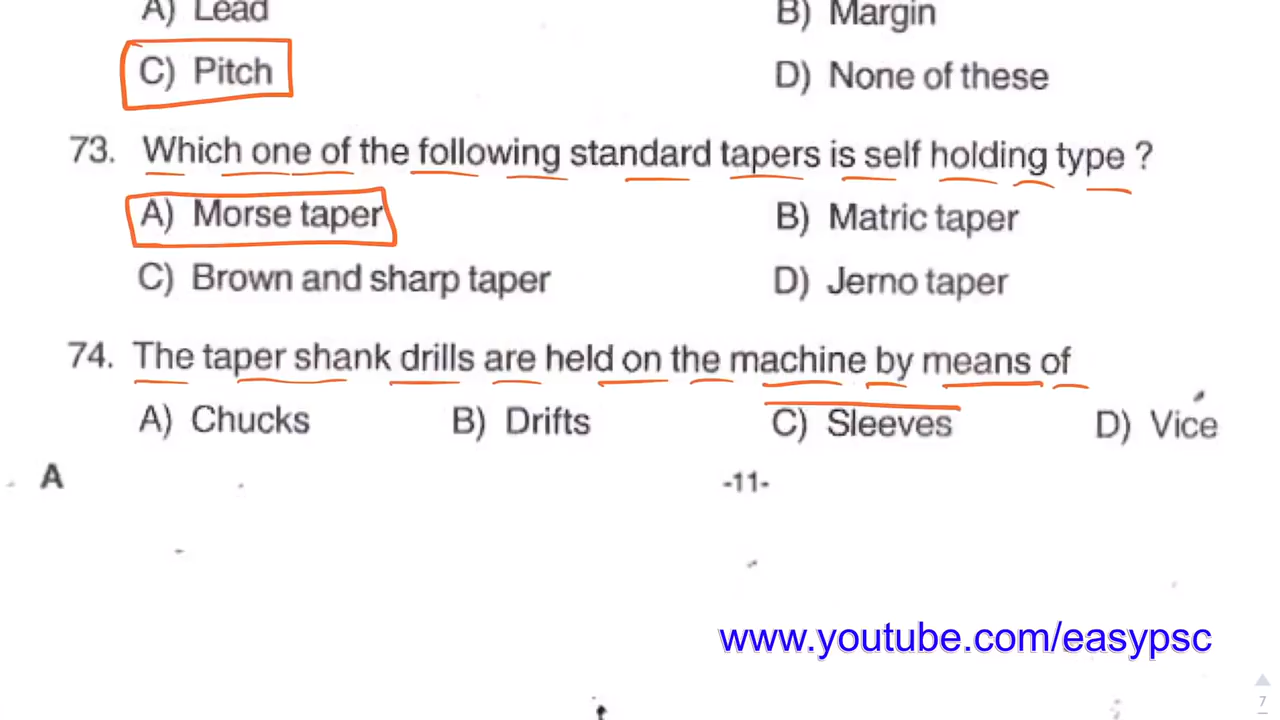 A) Lead B) Margin
C) Pitch D) None of these
73. Which one of the following standard tapers is self holding type ?
A) Morse taper B) Matric taper
C) Brown and sharp taper D) Jerno taper
74. The taper shank drills are held on the machine by means of
A) Chucks B) Drifts C) Sleeves D) Vice
A -11-
www.youtube.com/easypsc
7